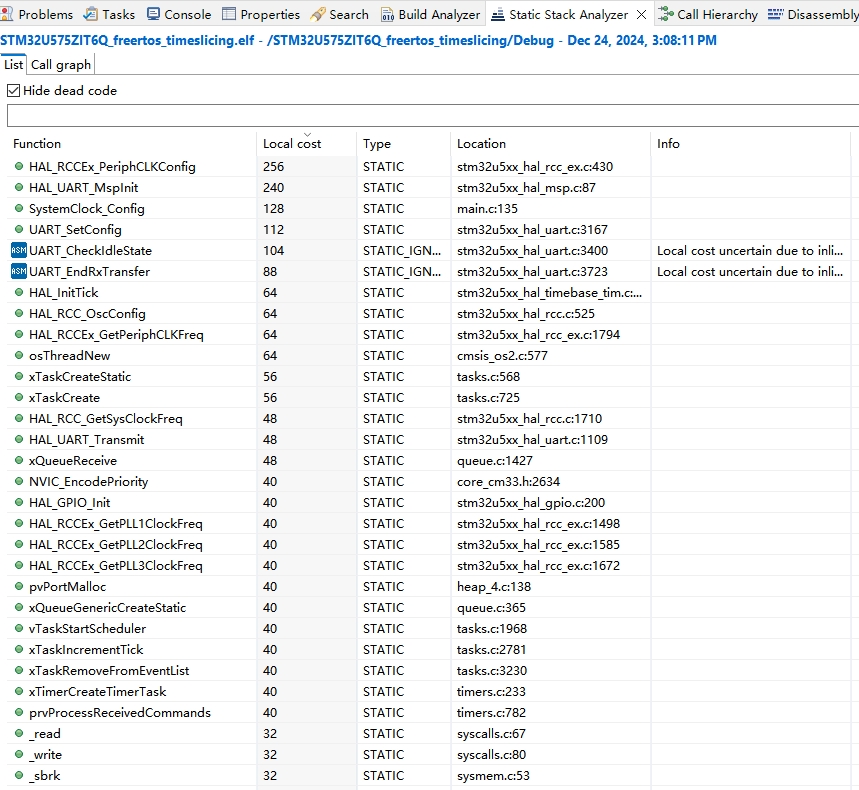 Problems Tasks Console Properties Search Build Analyzer Static Stack Analyzer Call Hierarchy Disassembly
STM32U575ZIT6Q_freertos_timeslicing.elf - /STM32U575ZIT6Q_freertos_timeslicing/Debug - Dec 24, 2024, 3:08:11 PM
List Call graph
Hide dead code
Function Local cost Type Location Info
HAL_RCCEx_PeriphCLKConfig 256 STATIC stm32u5xx_hal_rcc_ex.c:430
HAL_UART_MspInit 240 STATIC stm32u5xx_hal_msp.c:87
SystemClock_Config 128 STATIC main.c:135
UART_SetConfig 112 STATIC stm32u5xx_hal_uart.c:3167
ASM UART_CheckIdleState 104 STATIC_IGN... stm32u5xx_hal_uart.c:3400 Local cost uncertain due to inli...
ASM UART_EndRxTransfer 88 STATIC_IGN... stm32u5xx_hal_uart.c:3723 Local cost uncertain due to inli...
HAL_InitTick 64 STATIC stm32u5xx_hal_timebase_tim.c:...
HAL_RCC_OscConfig 64 STATIC stm32u5xx_hal_rcc.c:525
HAL_RCCEx_GetPeriphCLKFreq 64 STATIC stm32u5xx_hal_rcc_ex.c:1794
osThreadNew 64 STATIC cmsis_os2.c:577
xTaskCreateStatic 56 STATIC tasks.c:568
xTaskCreate 56 STATIC tasks.c:725
HAL_RCC_GetSysClockFreq 48 STATIC stm32u5xx_hal_rcc.c:1710
HAL_UART_Transmit 48 STATIC stm32u5xx_hal_uart.c:1109
xQueueReceive 48 STATIC queue.c:1427
NVIC_EncodePriority 40 STATIC core_cm33.h:2634
HAL_GPIO_Init 40 STATIC stm32u5xx_hal_gpio.c:200
HAL_RCCEx_GetPLL1ClockFreq 40 STATIC stm32u5xx_hal_rcc_ex.c:1498
HAL_RCCEx_GetPLL2ClockFreq 40 STATIC stm32u5xx_hal_rcc_ex.c:1585
HAL_RCCEx_GetPLL3ClockFreq 40 STATIC stm32u5xx_hal_rcc_ex.c:1672
pvPortMalloc 40 STATIC heap_4.c:138
xQueueGenericCreateStatic 40 STATIC queue.c:365
vTaskStartScheduler 40 STATIC tasks.c:1968
xTaskIncrementTick 40 STATIC tasks.c:2781
xTaskRemoveFromEventList 40 STATIC tasks.c:3230
xTimerCreateTimerTask 40 STATIC timers.c:233
prvProcessReceivedCommands 40 STATIC timers.c:782
_read 32 STATIC syscalls.c:67
_write 32 STATIC syscalls.c:80
_sbrk 32 STATIC sysmem.c:53